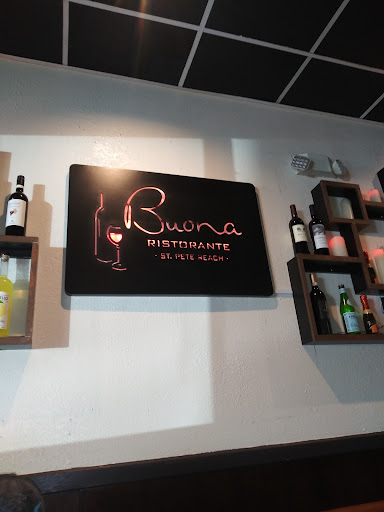 Buona
RISTORANTE
· ST. PETE BEACH ·